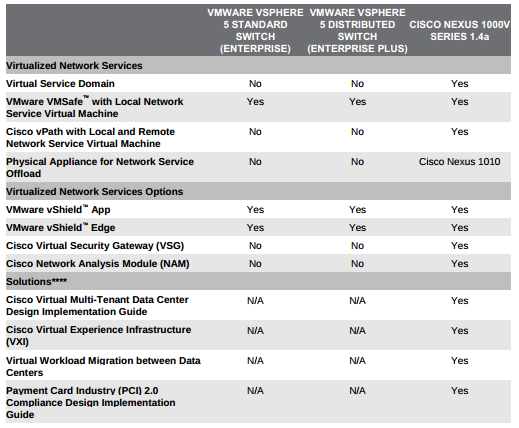 VMWARE VSPHERE VMWARE VSPHERE
5 STANDARD 5 DISTRIBUTED CISCO NEXUS 1000V
SWITCH SWITCH SERIES 1.4a
(ENTERPRISE) (ENTERPRISE PLUS)
Virtualized Network Services
Virtual Service Domain No No Yes
VMware VMSafe™ with Local Network Yes Yes Yes
Service Virtual Machine
Cisco vPath with Local and Remote No No Yes
Network Service Virtual Machine
Physical Appliance for Network Service No No Cisco Nexus 1010
Offload
Virtualized Network Services Options
VMware vShield™ App Yes Yes Yes
VMware vShield™ Edge Yes Yes Yes
Cisco Virtual Security Gateway (VSG) No No Yes
Cisco Network Analysis Module (NAM) No No Yes
Solutions****
Cisco Virtual Multi-Tenant Data Center N/A N/A Yes
Design Implementation Guide
Cisco Virtual Experience Infrastructure N/A N/A Yes
(VXI)
Virtual Workload Migration between Data N/A N/A Yes
Centers
Payment Card Industry (PCI) 2.0 N/A N/A Yes
Compliance Design Implementation
Guide